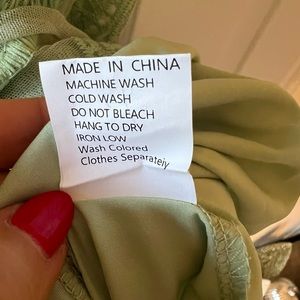 MADE IN CHINA
MACHINE WASH
COLD WASH
DO NOT BLEACH
HANG TO DRY
IRON LOW
Wash Colored
Clothes Separately